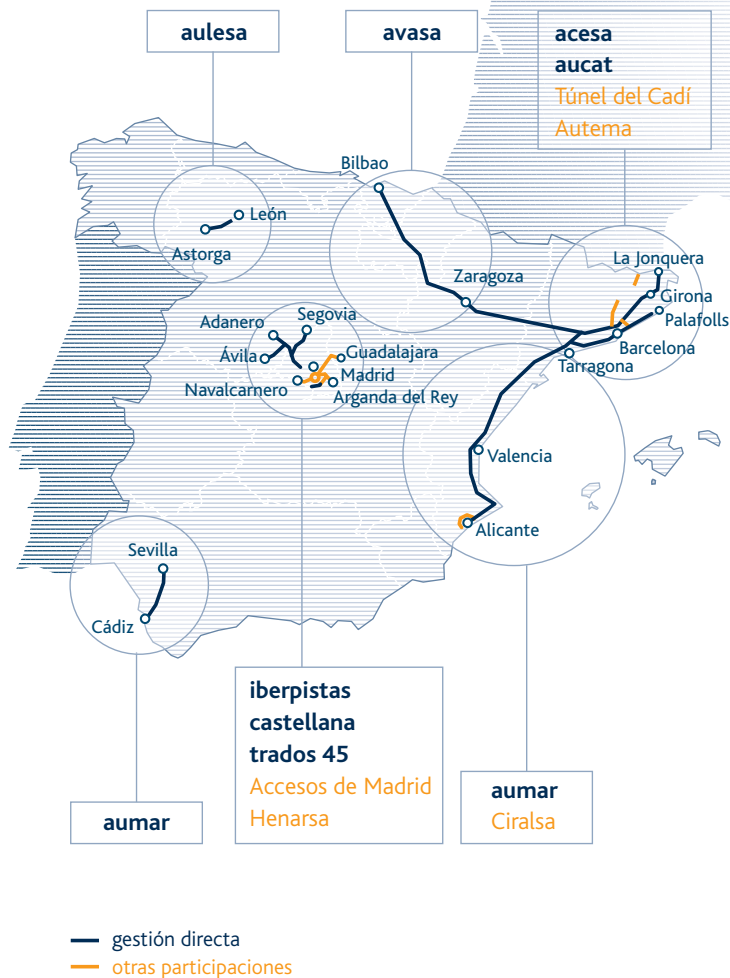 aulesa
avasa
acesa
aucat
Túnel del Cadí
Autema
Bilbao
León
Astorga
La Jonquera
Zaragoza
Girona
Palafolls
Barcelona
Tarragona
Adanero
Segovia
Ávila
Guadalajara
Madrid
Navalcarnero
Arganda del Rey
Valencia
Alicante
Sevilla
Cádiz
iberpistas
castellana
trados 45
Accesos de Madrid
Henarsa
aumar
aumar
Ciralsa
gestión directa
otras participaciones